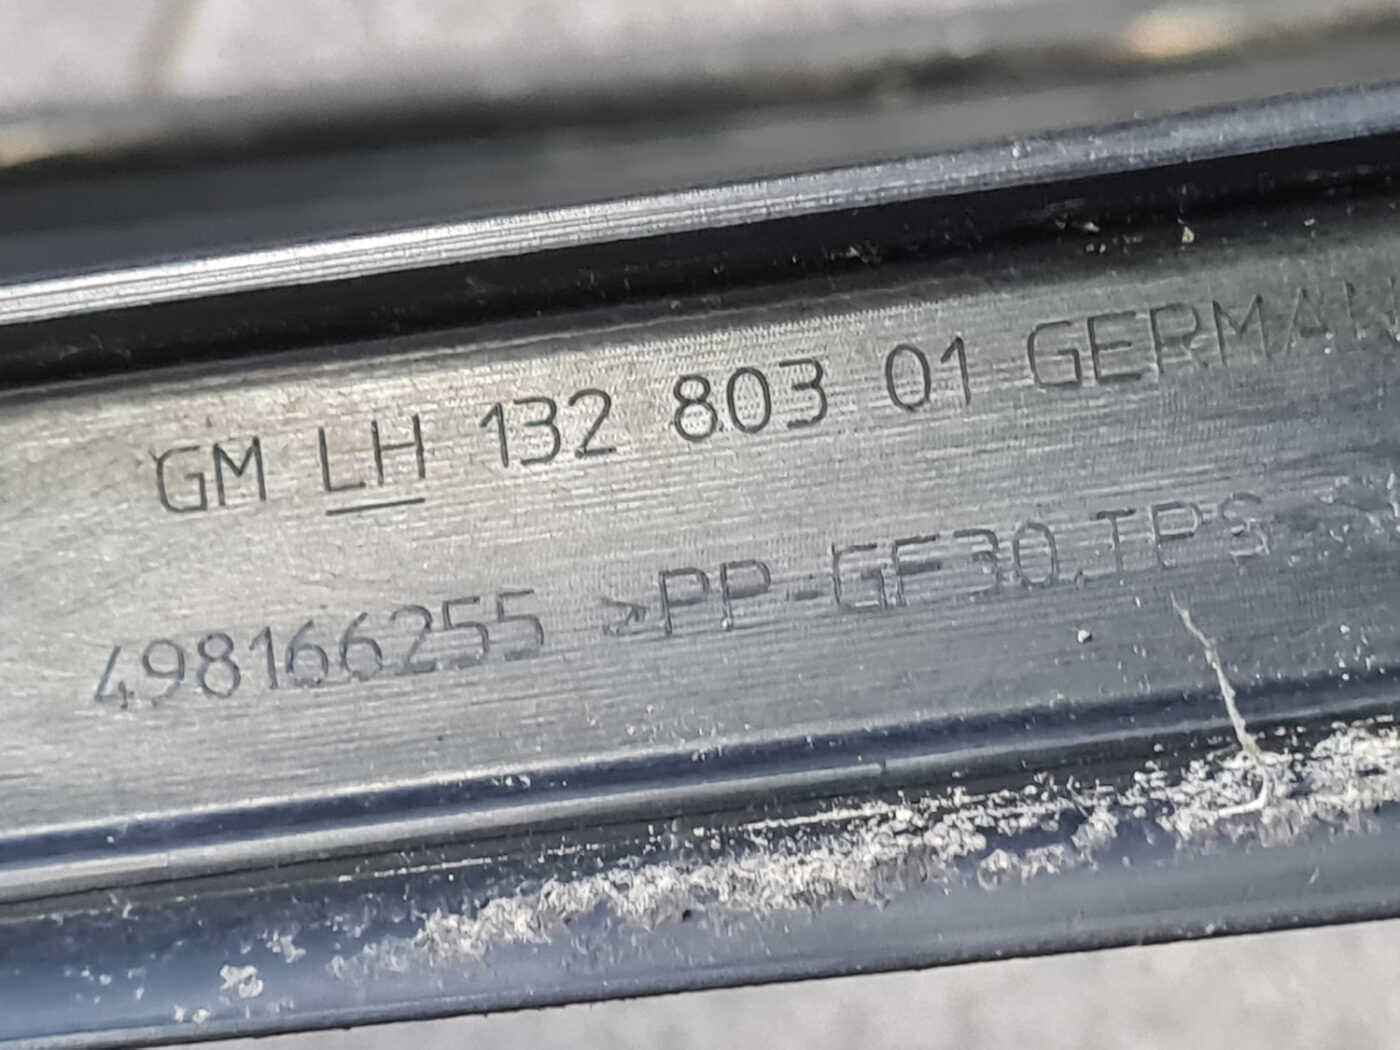 GM LH 132 803 01 GERMAN
498166255 >PP-GF30.TPS